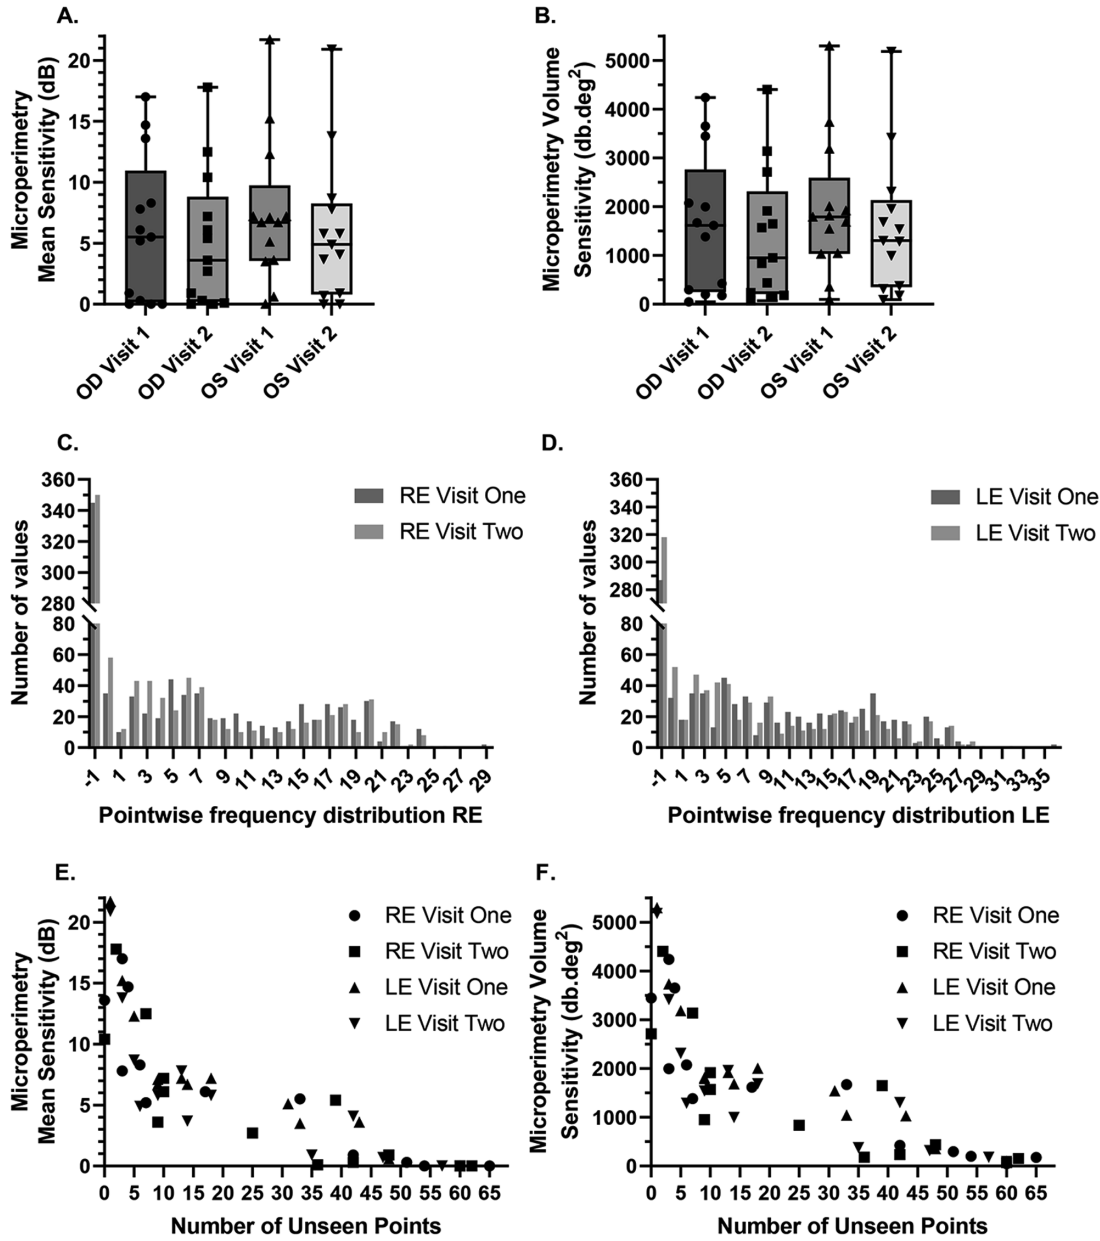 A.
Microperimetry
Mean Sensitivity (dB)
20
15
10
5
0
OD Visit 1
OD Visit 2
OS Visit 1
OS Visit 2
B.
Microperimetry Volume
Sensitivity (db.deg²)
5000
4000
3000
2000
1000
0
OD Visit 1
OD Visit 2
OS Visit 1
OS Visit 2
C.
Number of values
360
340
320
300
280
80
60
40
20
0
RE Visit One
RE Visit Two
-1 1 3 5 7 9 11 13 15 17 19 21 23 25 27 29
Pointwise frequency distribution RE
D.
Number of values
360
340
320
300
280
80
60
40
20
0
LE Visit One
LE Visit Two
-1 1 3 5 7 9 11 13 15 17 19 21 23 25 27 29 31 33 35
Pointwise frequency distribution LE
E.
Microperimetry
Mean Sensitivity (dB)
20
15
10
5
0
RE Visit One
RE Visit Two
LE Visit One
LE Visit Two
0 5 10 15 20 25 30 35 40 45 50 55 60 65
Number of Unseen Points
F.
Microperimetry Volume
Sensitivity (db.deg²)
5000
4000
3000
2000
1000
0
RE Visit One
RE Visit Two
LE Visit One
LE Visit Two
0 5 10 15 20 25 30 35 40 45 50 55 60 65
Number of Unseen Points